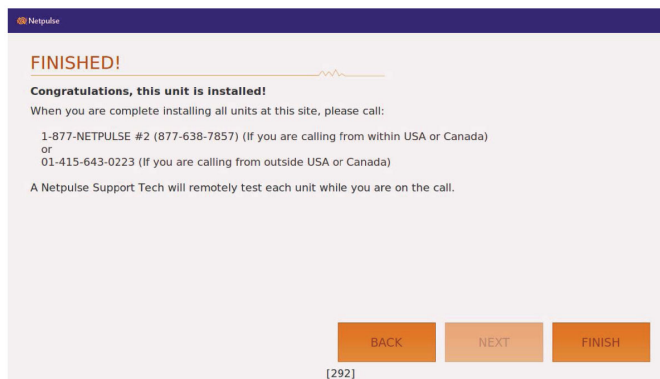 Netpulse
FINISHED!
Congratulations, this unit is installed!
When you are complete installing all units at this site, please call:
1-877-NETPULSE #2 (877-638-7857) (If you are calling from within USA or Canada)
or
01-415-643-0223 (If you are calling from outside USA or Canada)
A Netpulse Support Tech will remotely test each unit while you are on the call.
BACK NEXT FINISH
[292]